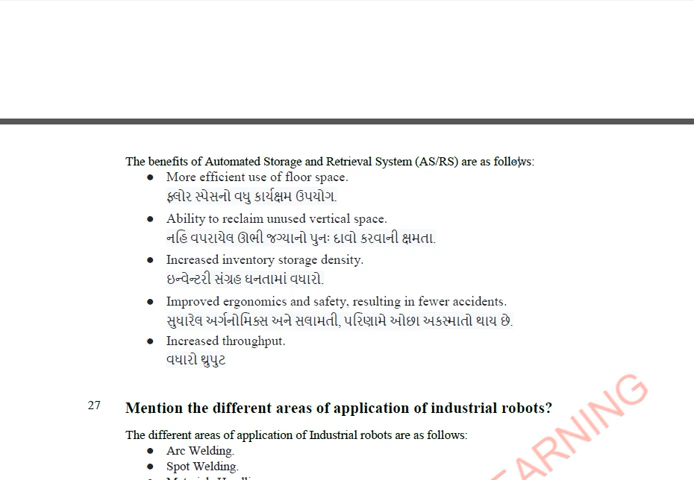 The benefits of Automated Storage and Retrieval System (AS/RS) are as follows:
● More efficient use of floor space.
ફ્લોર સ્પેસનો વધુ કાર્યક્ષમ ઉપયોગ.
● Ability to reclaim unused vertical space.
નહિ વપરાયેલ ઊભી જગ્યાનો પુનઃ દાવો કરવાની ક્ષમતા.
● Increased inventory storage density.
ઇન્વેન્ટરી સંગ્રહ ઘનતામાં વધારો.
● Improved ergonomics and safety, resulting in fewer accidents.
સુધારેલ અર્ગનોમિક્સ અને સલામતી, પરિણામે ઓછા અકસ્માતો થાય છે.
● Increased throughput.
વધારો થ્રુપુટ
27 Mention the different areas of application of industrial robots?
The different areas of application of Industrial robots are as follows:
● Arc Welding.
● Spot Welding.
EARNING